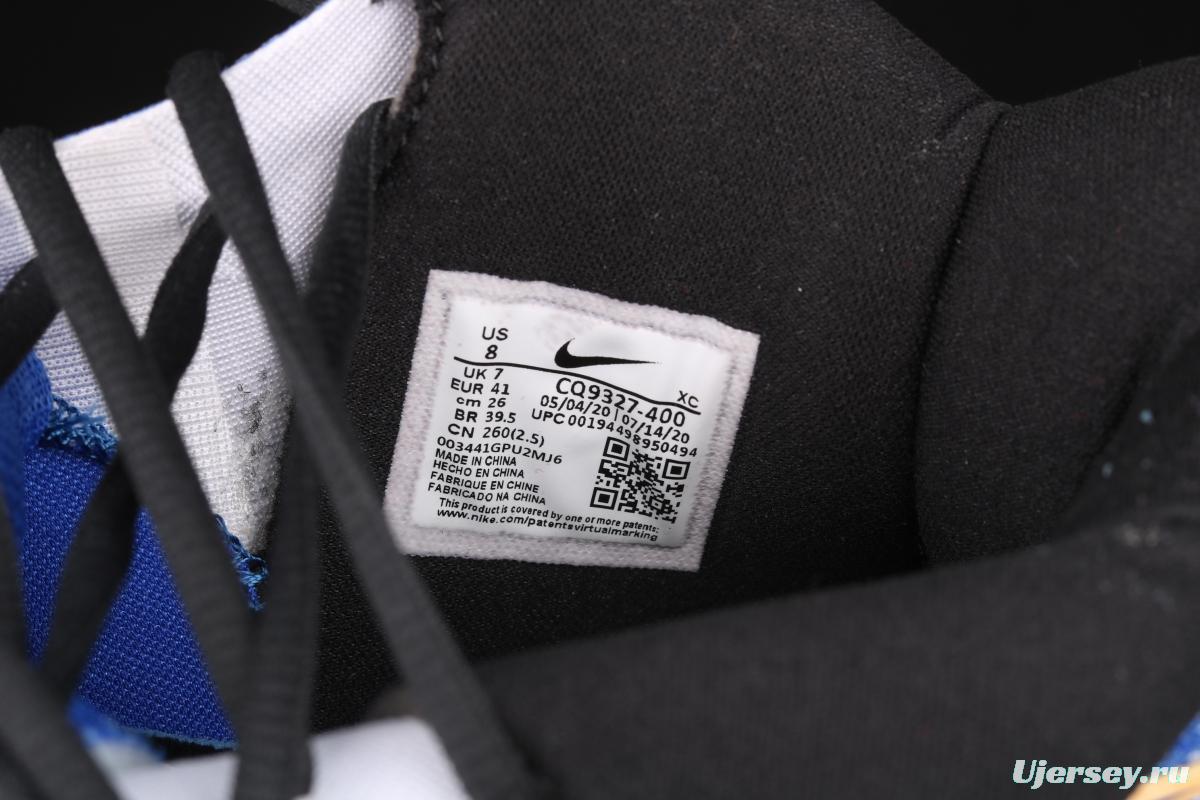 US
8
UK 7
EUR 41
cm 26
BR 39.5
CN 260(2.5)
003441GPU2MJ6
XC
CQ9327-400
05/04/20|07/14/20
UPC 00194498950494
MADE IN CHINA
HECHO EN CHINA
FABRIQUE EN CHINE
FABRICADO NA CHINA
This product is covered by one or more patents:
www.nike.com/patentsvirtualmarking
Ujersey.ru